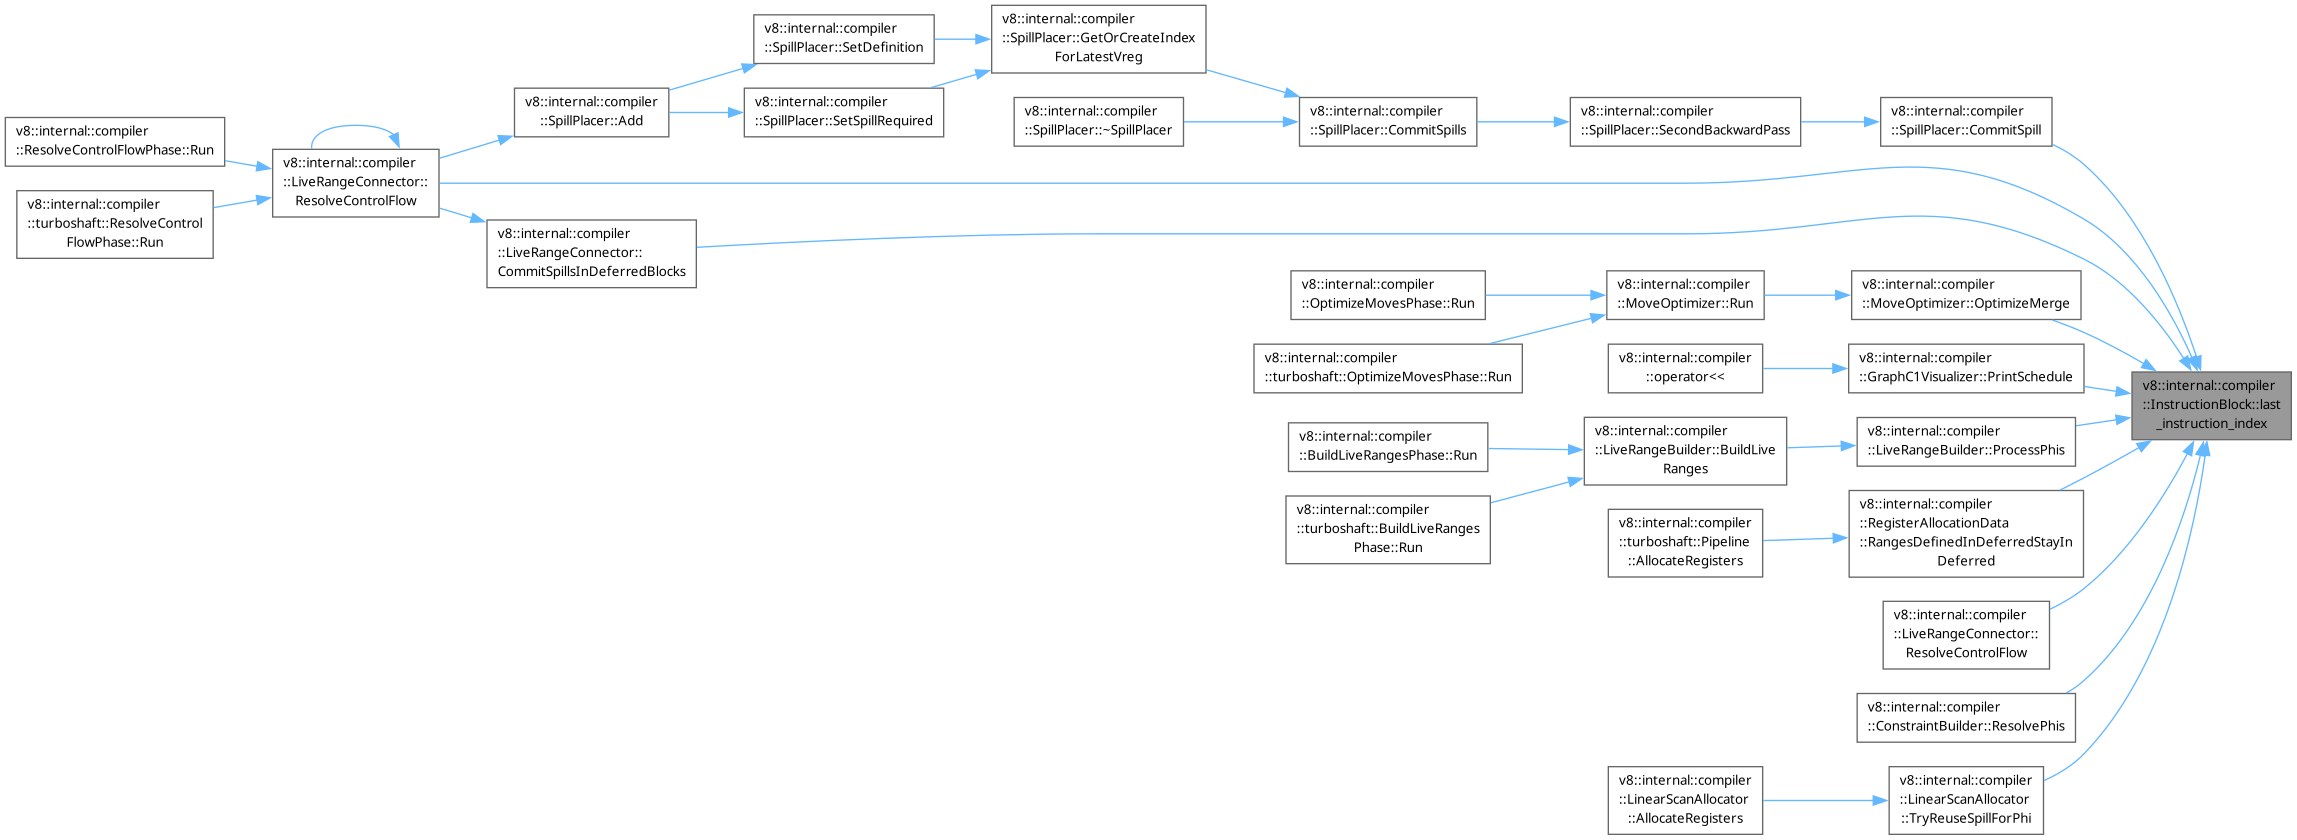 v8::internal::compiler
::ResolveControlFlowPhase::Run
v8::internal::compiler
::turboshaft::ResolveControl
FlowPhase::Run
v8::internal::compiler
::LiveRangeConnector::
ResolveControlFlow
v8::internal::compiler
::SpillPlacer::Add
v8::internal::compiler
::LiveRangeConnector::
CommitSpillsInDeferredBlocks
v8::internal::compiler
::SpillPlacer::SetDefinition
v8::internal::compiler
::SpillPlacer::SetSpillRequired
v8::internal::compiler
::SpillPlacer::GetOrCreateIndex
ForLatestVreg
v8::internal::compiler
::SpillPlacer::~SpillPlacer
v8::internal::compiler
::SpillPlacer::CommitSpills
v8::internal::compiler
::SpillPlacer::SecondBackwardPass
v8::internal::compiler
::SpillPlacer::CommitSpill
v8::internal::compiler
::OptimizeMovesPhase::Run
v8::internal::compiler
::turboshaft::OptimizeMovesPhase::Run
v8::internal::compiler
::MoveOptimizer::Run
v8::internal::compiler
::MoveOptimizer::OptimizeMerge
v8::internal::compiler
::operator<<
v8::internal::compiler
::GraphC1Visualizer::PrintSchedule
v8::internal::compiler
::BuildLiveRangesPhase::Run
v8::internal::compiler
::turboshaft::BuildLiveRanges
Phase::Run
v8::internal::compiler
::LiveRangeBuilder::BuildLive
Ranges
v8::internal::compiler
::LiveRangeBuilder::ProcessPhis
v8::internal::compiler
::turboshaft::Pipeline
::AllocateRegisters
v8::internal::compiler
::RegisterAllocationData
::RangesDefinedInDeferredStayIn
Deferred
v8::internal::compiler
::LiveRangeConnector::
ResolveControlFlow
v8::internal::compiler
::ConstraintBuilder::ResolvePhis
v8::internal::compiler
::LinearScanAllocator
::AllocateRegisters
v8::internal::compiler
::LinearScanAllocator
::TryReuseSpillForPhi
v8::internal::compiler
::InstructionBlock::last
_instruction_index